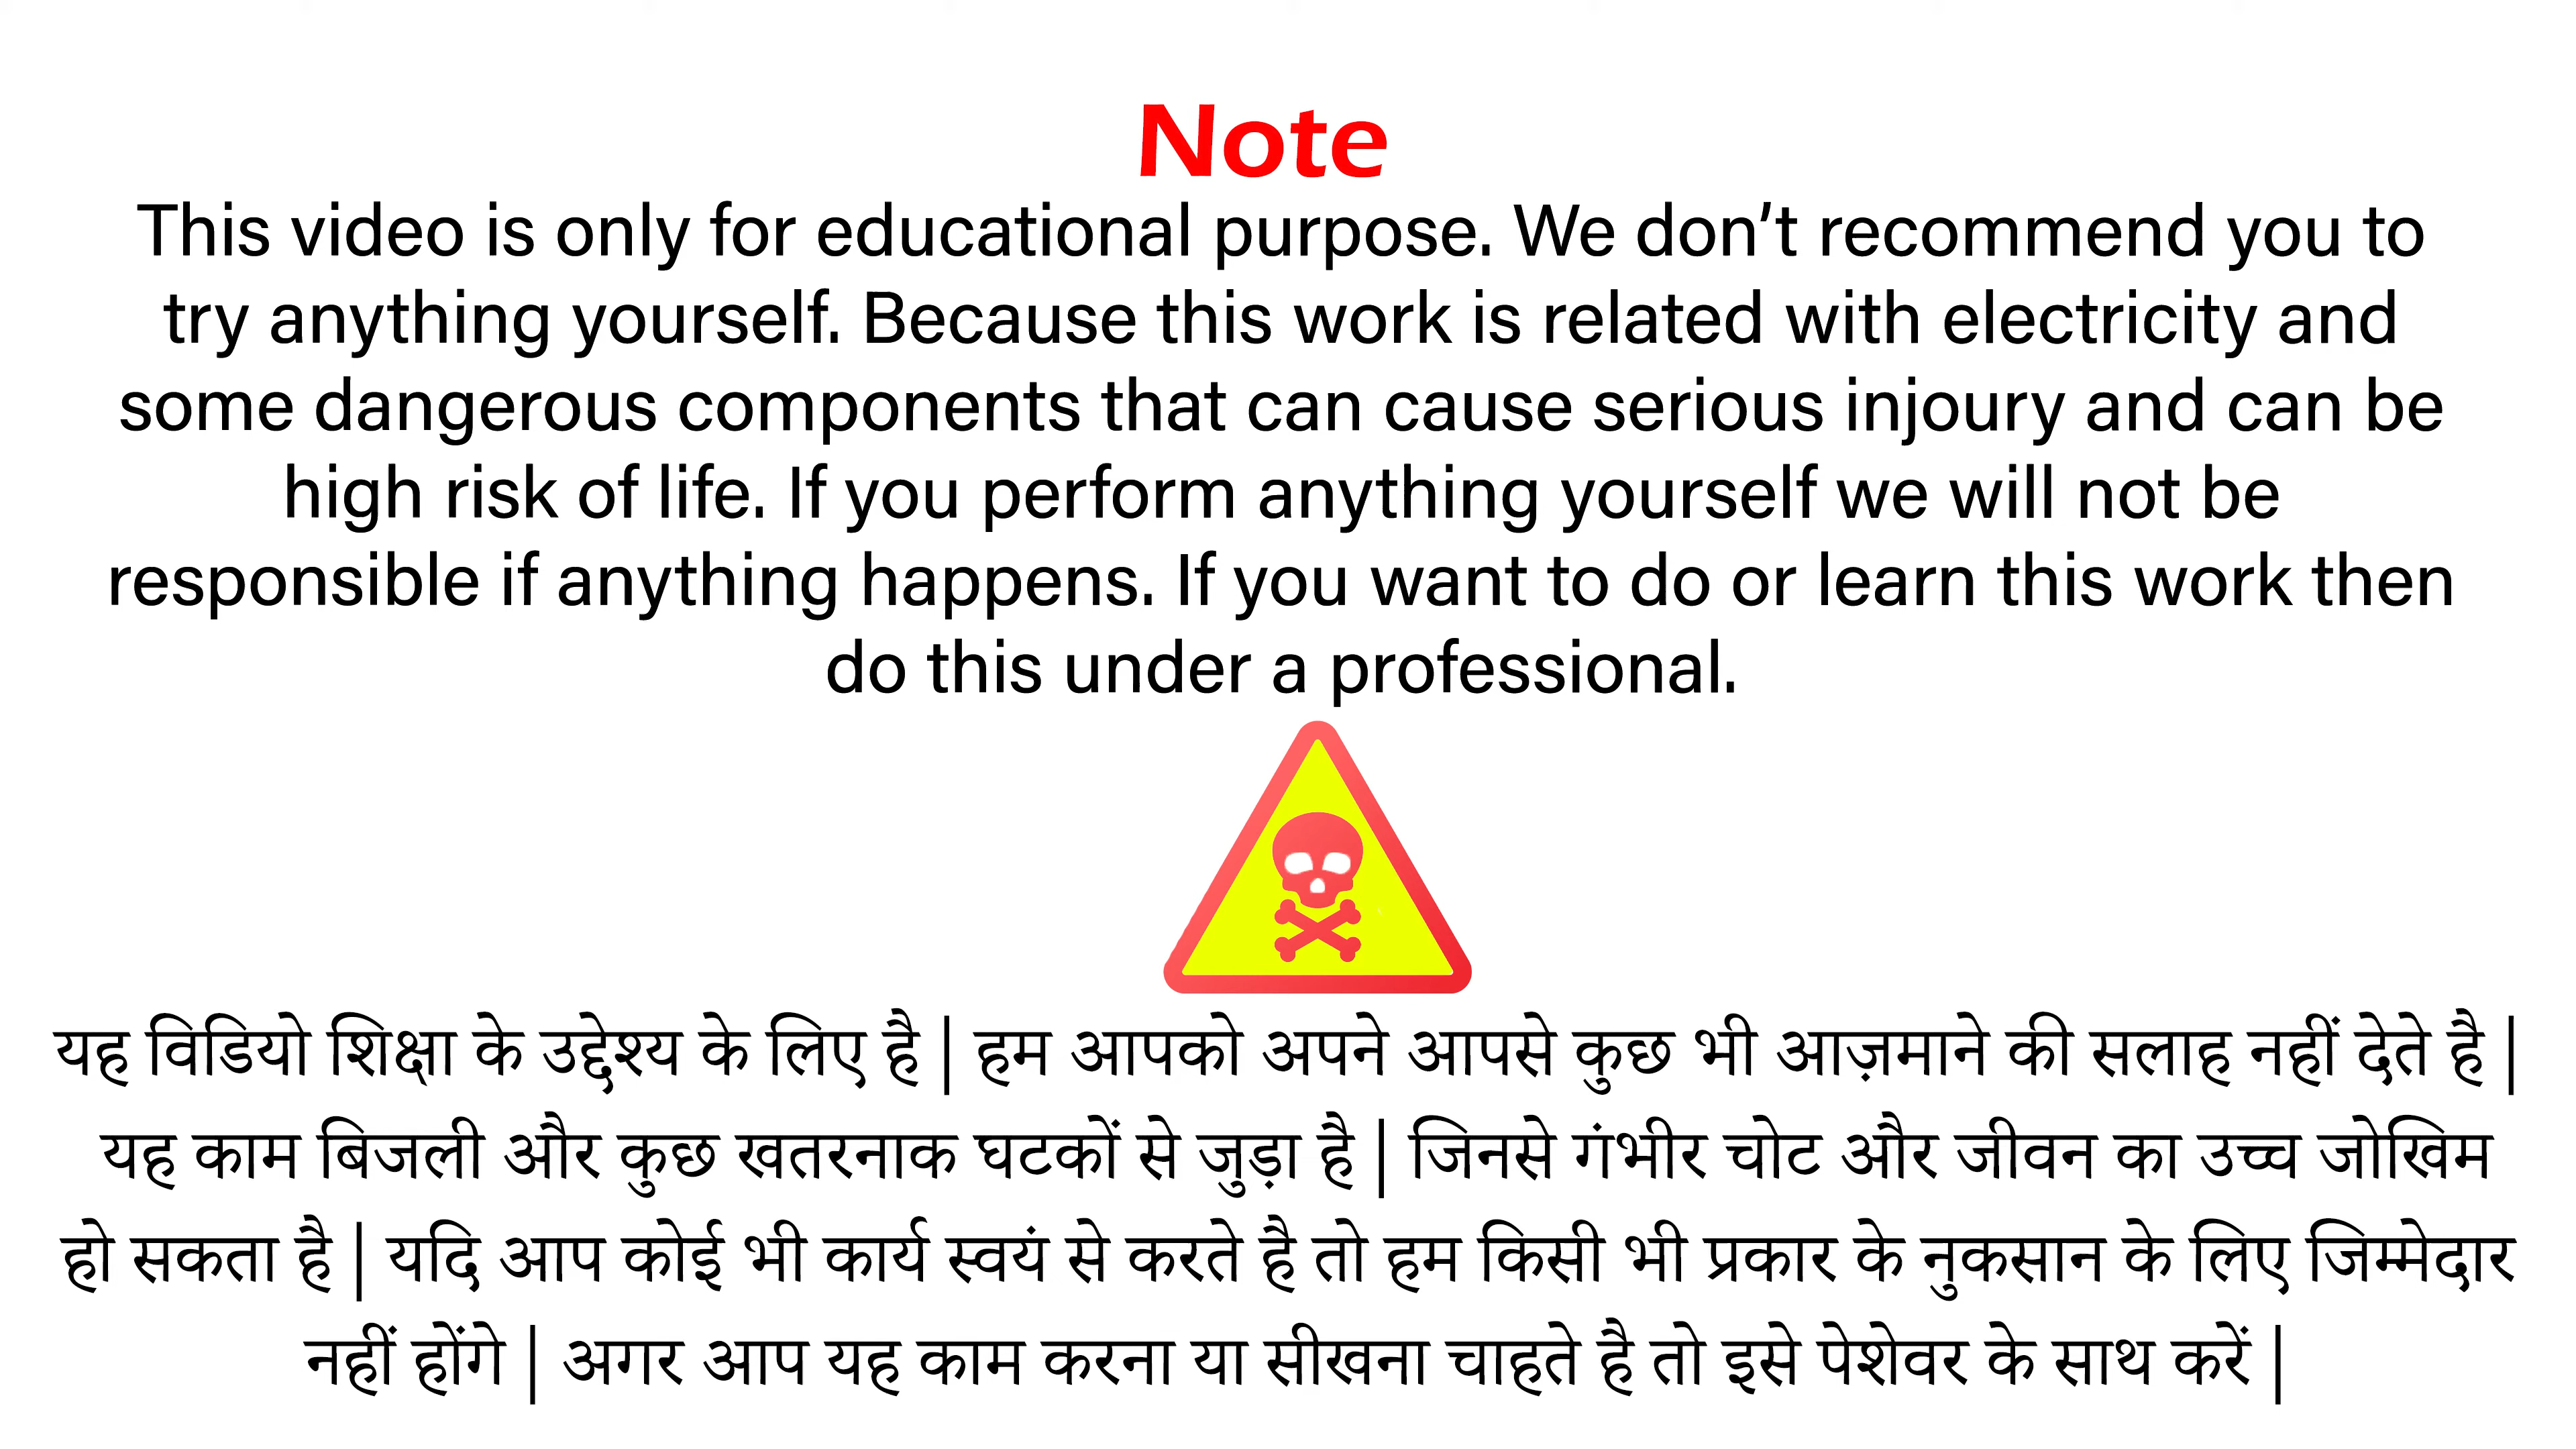 Note
This video is only for educational purpose. We don’t recommend you to
try anything yourself. Because this work is related with electricity and
some dangerous components that can cause serious injoury and can be
high risk of life. If you perform anything yourself we will not be
responsible if anything happens. If you want to do or learn this work then
do this under a professional.
यह विडियो शिक्षा के उद्देश्य के लिए है | हम आपको अपने आपसे कुछ भी आज़माने की सलाह नहीं देते है |
यह काम बिजली और कुछ खतरनाक घटकों से जुड़ा है | जिनसे गंभीर चोट और जीवन का उच्च जोखिम
हो सकता है | यदि आप कोई भी कार्य स्वयं से करते है तो हम किसी भी प्रकार के नुकसान के लिए जिम्मेदार
नहीं होंगे | अगर आप यह काम करना या सीखना चाहते है तो इसे पेशेवर के साथ करें |